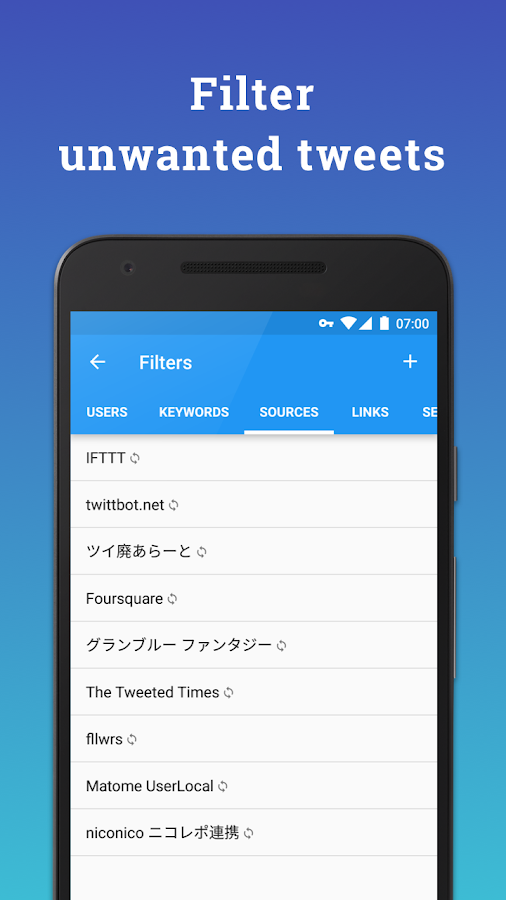 Filter
unwanted tweets
07:00
Filters
USERS KEYWORDS SOURCES LINKS SE
IFTTT
twittbot.net
ツイ廃あらーと
Foursquare
グランブルー ファンタジー
The Tweeted Times
fllwrs
Matome UserLocal
niconico ニコレポ連携